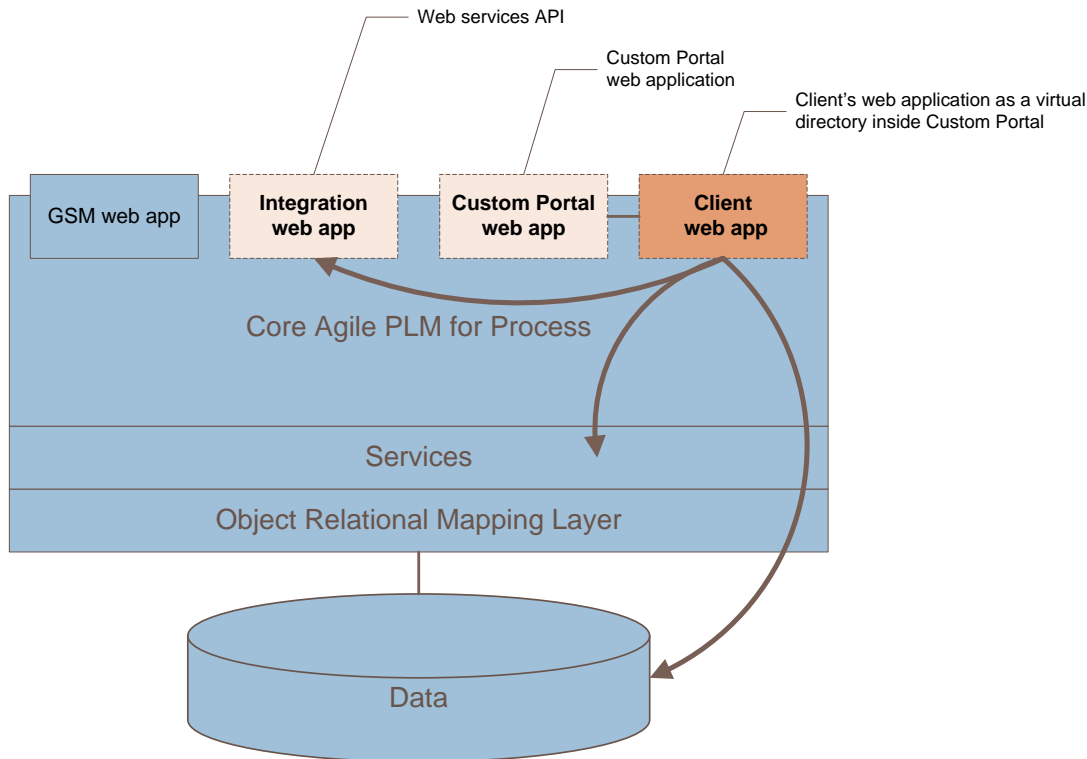 Web services API
Custom Portal
web application
Client's web application as a virtual
directory inside Custom Portal
GSM web app
Integration
web app
Custom Portal
web app
Client
web app
Core Agile PLM for Process
Services
Object Relational Mapping Layer
Data